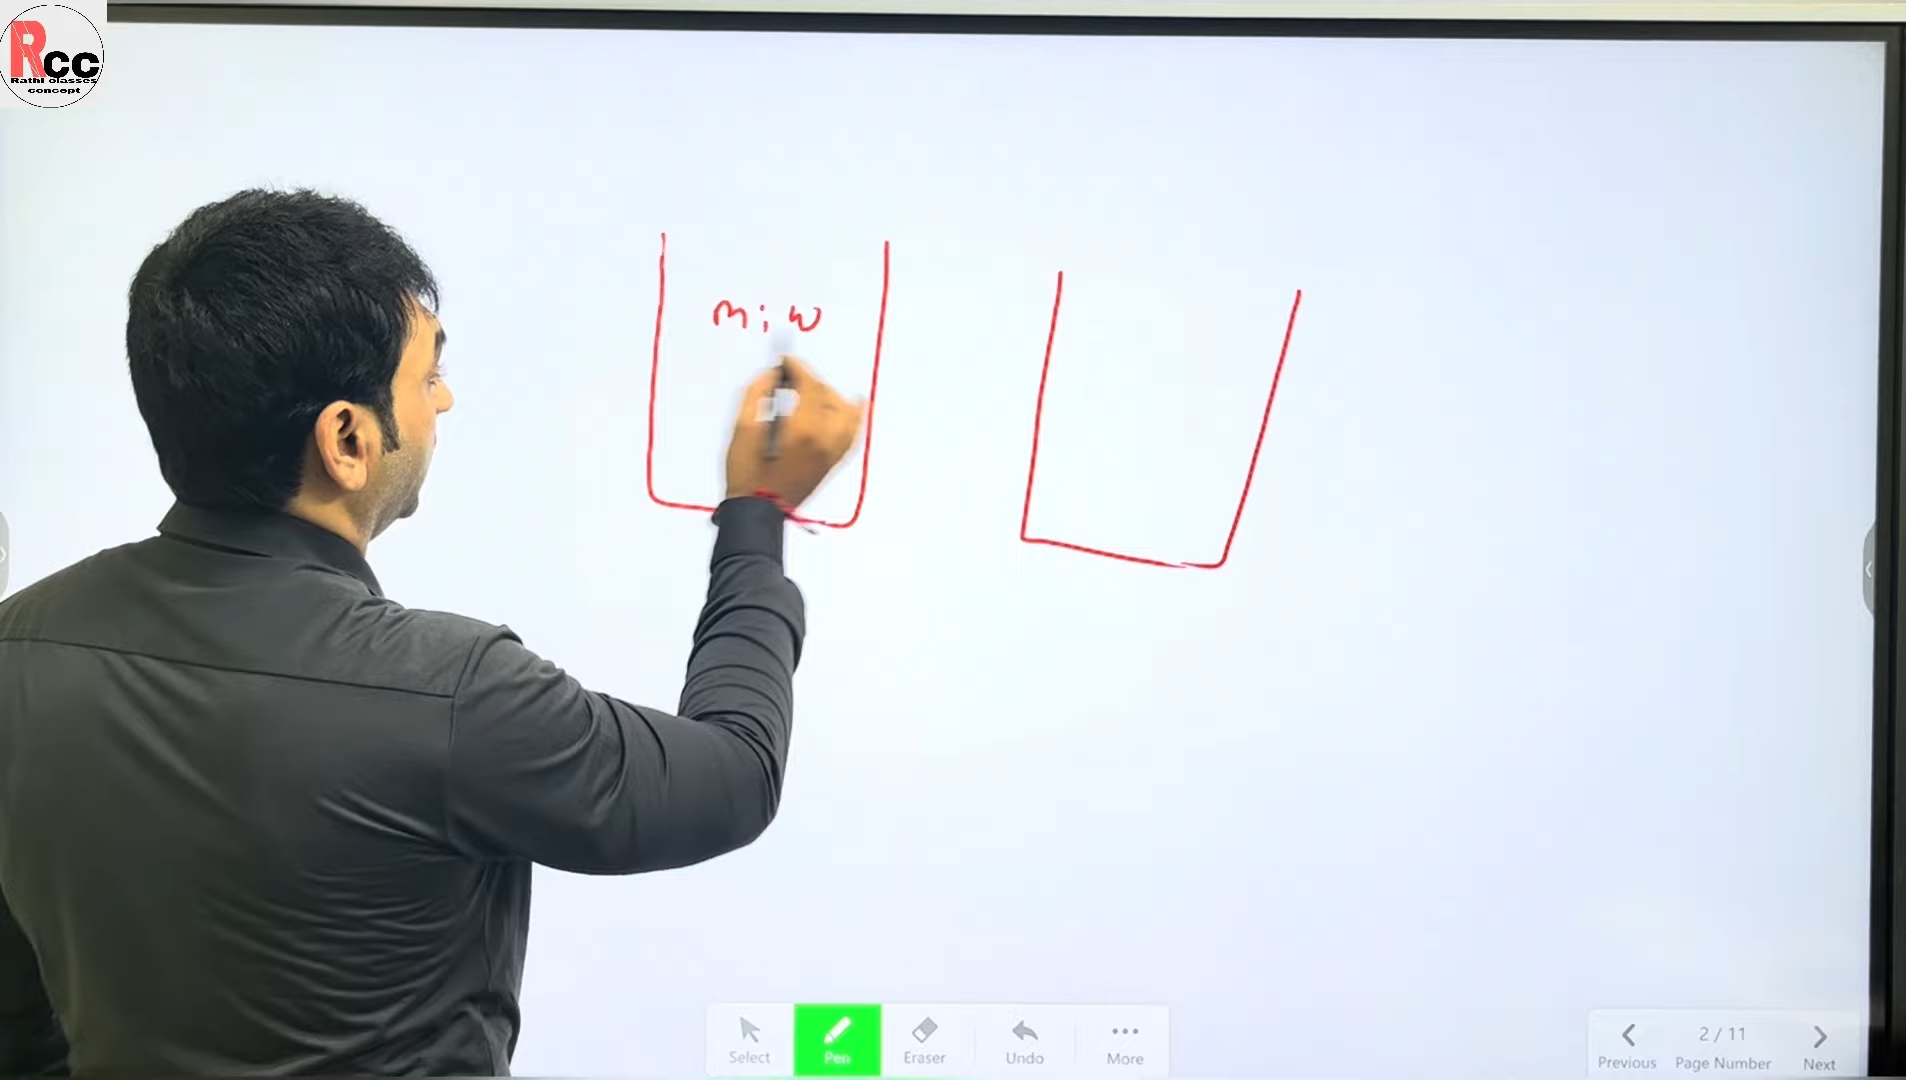 Rcc
Rathi classes
concept
m : w
Select
Pen
Eraser
Undo
More
Previous
2 / 11
Page Number
Next